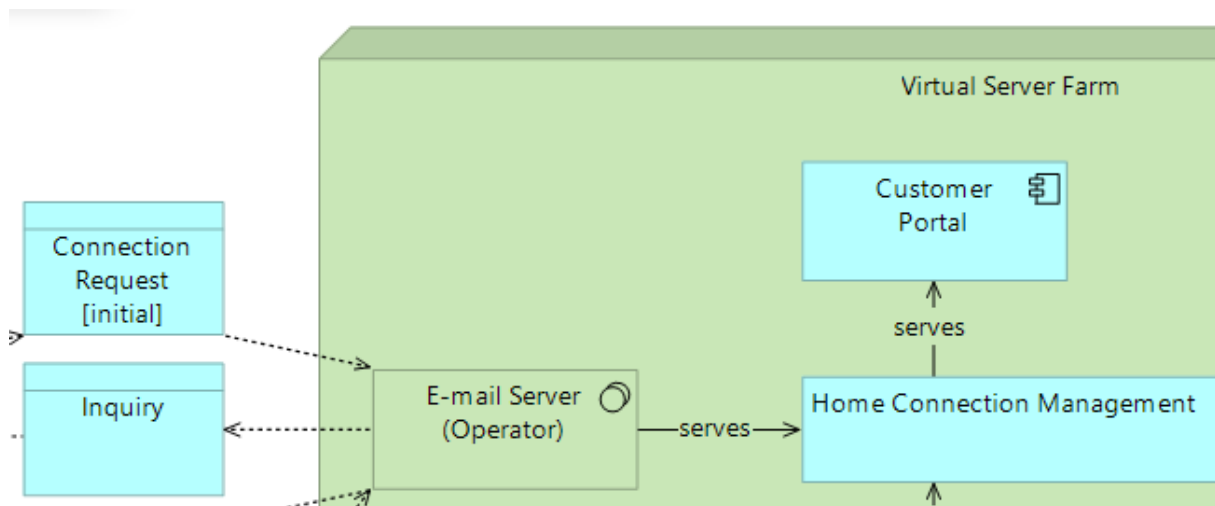 Virtual Server Farm
Customer
Portal
Connection
Request
[initial]
serves
Inquiry
E-mail Server
(Operator)
serves
Home Connection Management